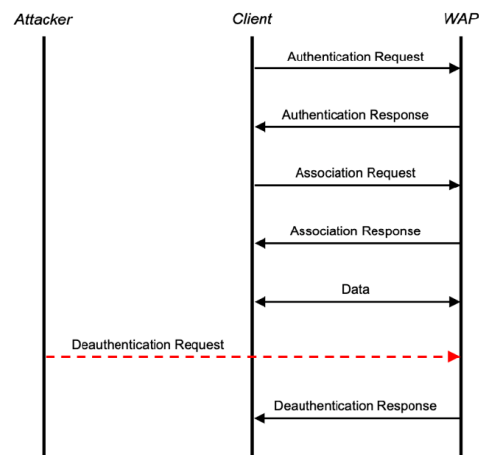 Attacker Client WAP
Authentication Request
Authentication Response
Association Request
Association Response
Data
Deauthentication Request
Deauthentication Response